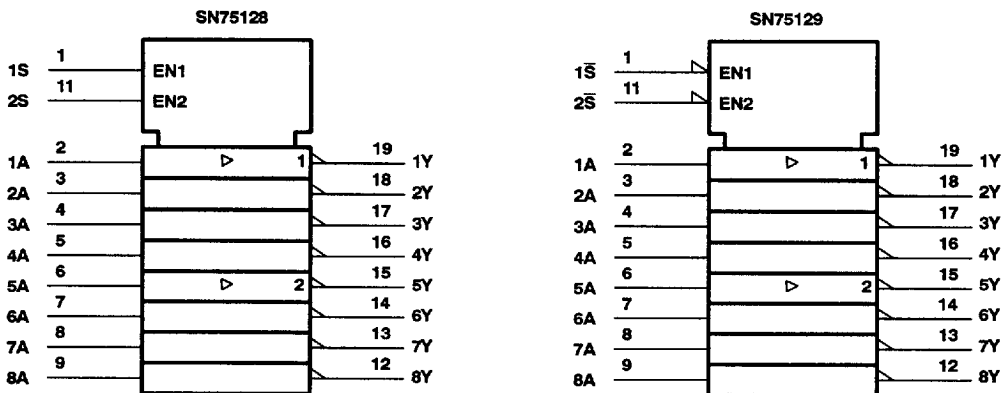 SN75128
1S 1 EN1
2S 11 EN2
1A 2 1 19 1Y
2A 3 18 2Y
3A 4 17 3Y
4A 5 16 4Y
5A 6 2 15 5Y
6A 7 14 6Y
7A 8 13 7Y
8A 9 12 8Y
SN75129
1S̅ 1 EN1
2S̅ 11 EN2
1A 2 1 19 1Y
2A 3 18 2Y
3A 4 17 3Y
4A 5 16 4Y
5A 6 2 15 5Y
6A 7 14 6Y
7A 8 13 7Y
8A 9 12 8Y